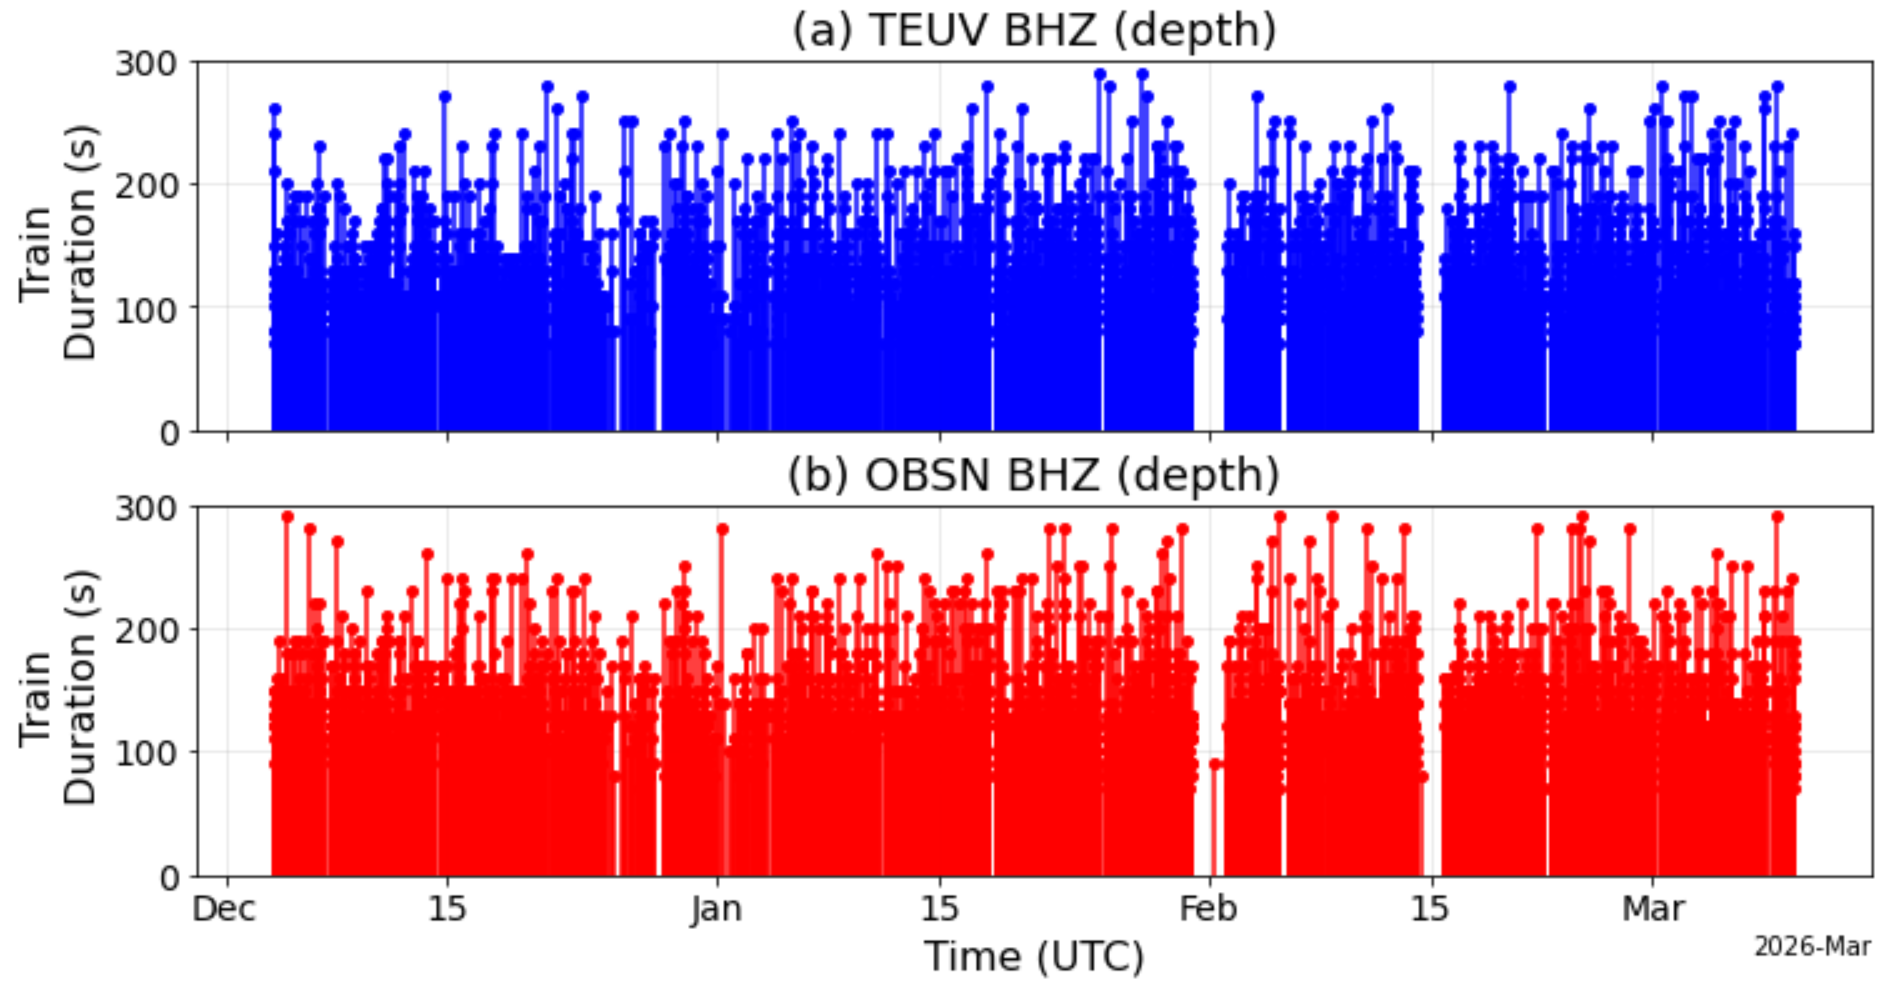 (a) TEUV BHZ (depth)
Train
Duration (s)
300
200
100
0
(b) OBSN BHZ (depth)
Train
Duration (s)
300
200
100
0
Dec 15 Jan 15 Feb 15 Mar
2026-Mar
Time (UTC)